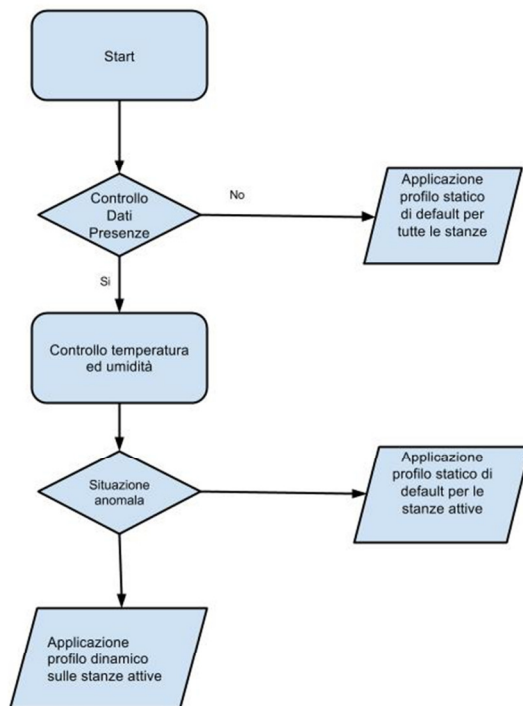 Start
Controllo
Dati
Presenze
No
Applicazione
profilo statico
di default per
tutte le stanze
Si
Controllo temperatura
ed umidità
Situazione
anomala
Applicazione
profilo statico di
default per le
stanze attive
Applicazione
profilo dinamico
sulle stanze attive